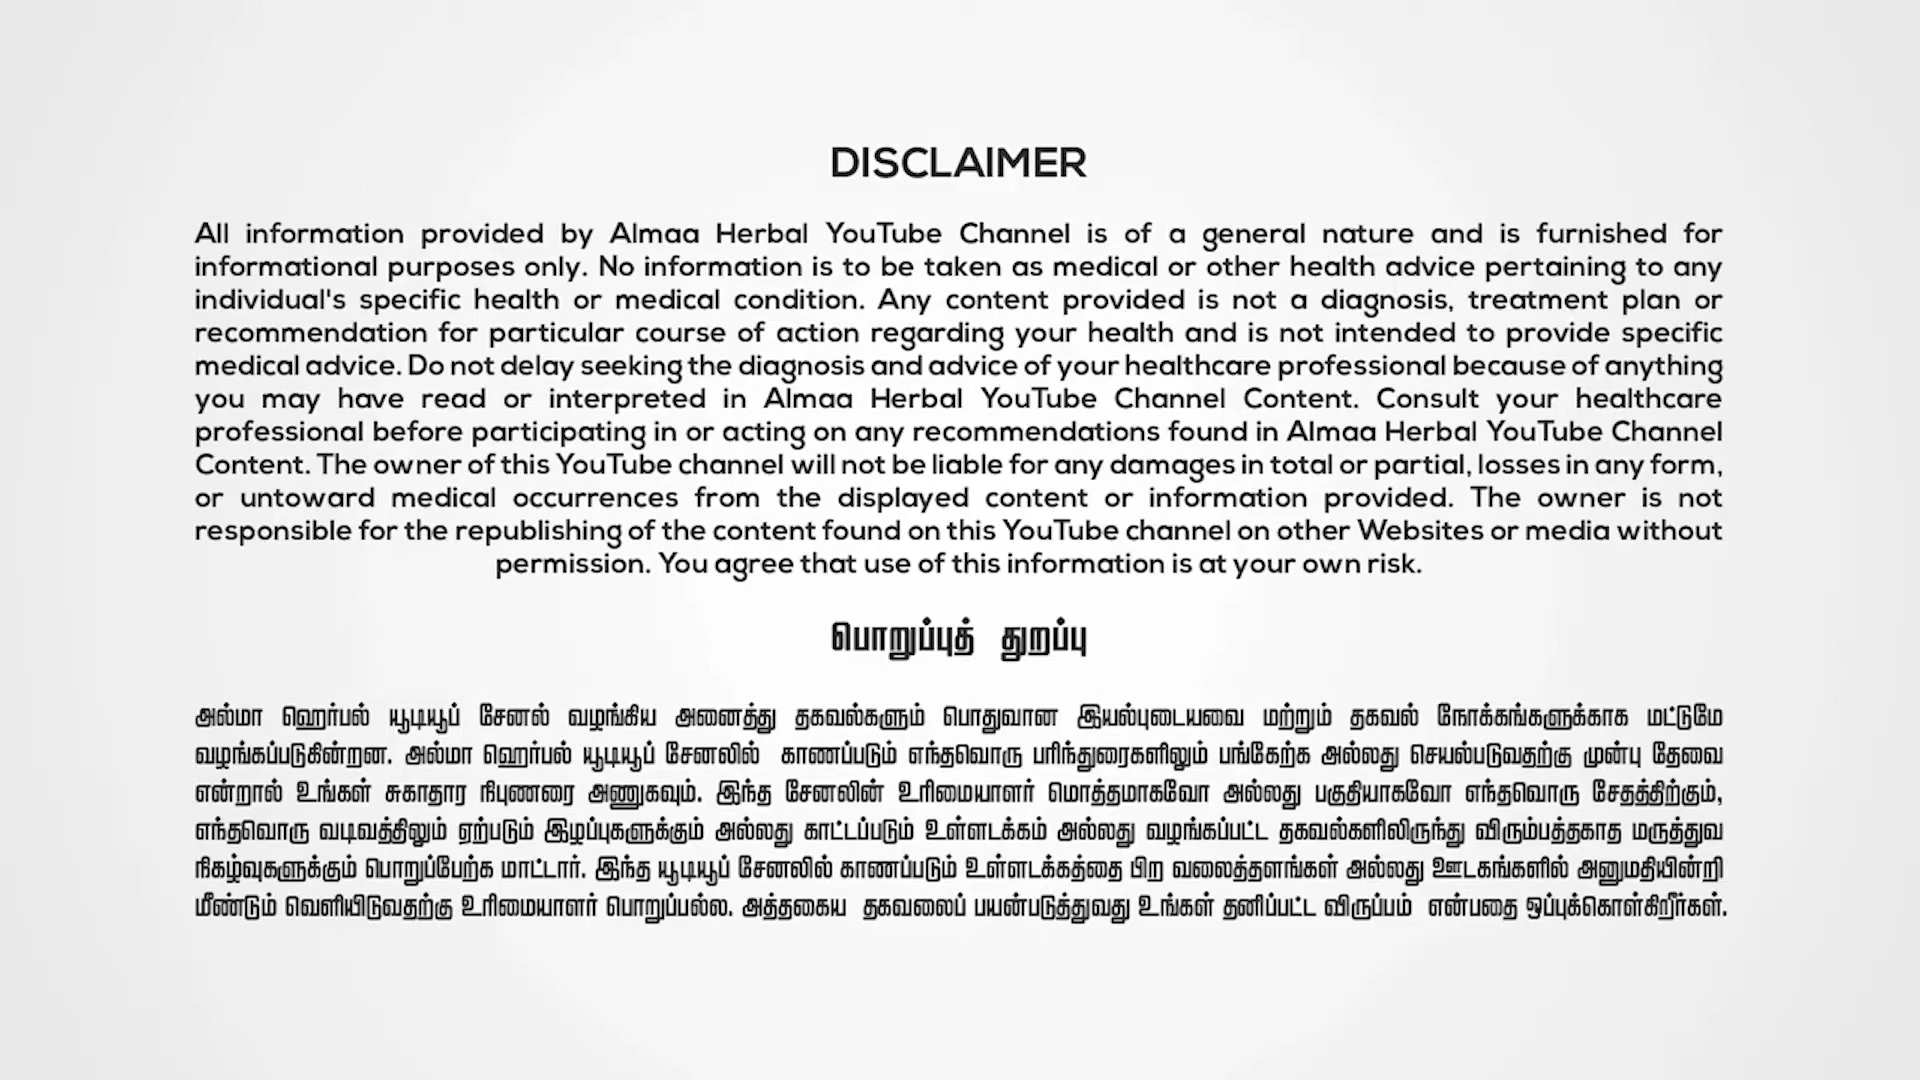 DISCLAIMER
All information provided by Almaa Herbal YouTube Channel is of a general nature and is furnished for
informational purposes only. No information is to be taken as medical or other health advice pertaining to any
individual's specific health or medical condition. Any content provided is not a diagnosis, treatment plan or
recommendation for particular course of action regarding your health and is not intended to provide specific
medical advice. Do not delay seeking the diagnosis and advice of your healthcare professional because of anything
you may have read or interpreted in Almaa Herbal YouTube Channel Content. Consult your healthcare
professional before participating in or acting on any recommendations found in Almaa Herbal YouTube Channel
Content. The owner of this YouTube channel will not be liable for any damages in total or partial, losses in any form,
or untoward medical occurrences from the displayed content or information provided. The owner is not
responsible for the republishing of the content found on this YouTube channel on other Websites or media without
permission. You agree that use of this information is at your own risk.
பொறுப்புத் துறப்பு
அல்மா ஹெர்பல் யூடியூப் சேனல் வழங்கிய அனைத்து தகவல்களும் பொதுவான இயல்புடையவை மற்றும் தகவல் நோக்கங்களுக்காக மட்டுமே
வழங்கப்படுகின்றன. அல்மா ஹெர்பல் யூடியூப் சேனலில் காணப்படும் எந்தவொரு பரிந்துரைகளிலும் பங்கேற்க அல்லது செயல்படுவதற்கு முன்பு தேவை
என்றால் உங்கள் சுகாதார நிபுணரை அணுகவும். இந்த சேனலின் உரிமையாளர் மொத்தமாகவோ அல்லது பகுதியாகவோ எந்தவொரு சேதத்திற்கும்,
எந்தவொரு வடிவத்திலும் ஏற்படும் இழப்புகளுக்கும் அல்லது காட்டப்படும் உள்ளடக்கம் அல்லது வழங்கப்பட்ட தகவல்களிலிருந்து விரும்பத்தகாத மருத்துவ
நிகழ்வுகளுக்கும் பொறுப்பேற்க மாட்டார். இந்த யூடியூப் சேனலில் காணப்படும் உள்ளடக்கத்தை பிற வலைத்தளங்கள் அல்லது ஊடகங்களில் அனுமதியின்றி
மீண்டும் வெளியிடுவதற்கு உரிமையாளர் பொறுப்பல்ல. அத்தகைய தகவலைப் பயன்படுத்துவது உங்கள் தனிப்பட்ட விருப்பம் என்பதை ஒப்புக்கொள்கிறீர்கள்.